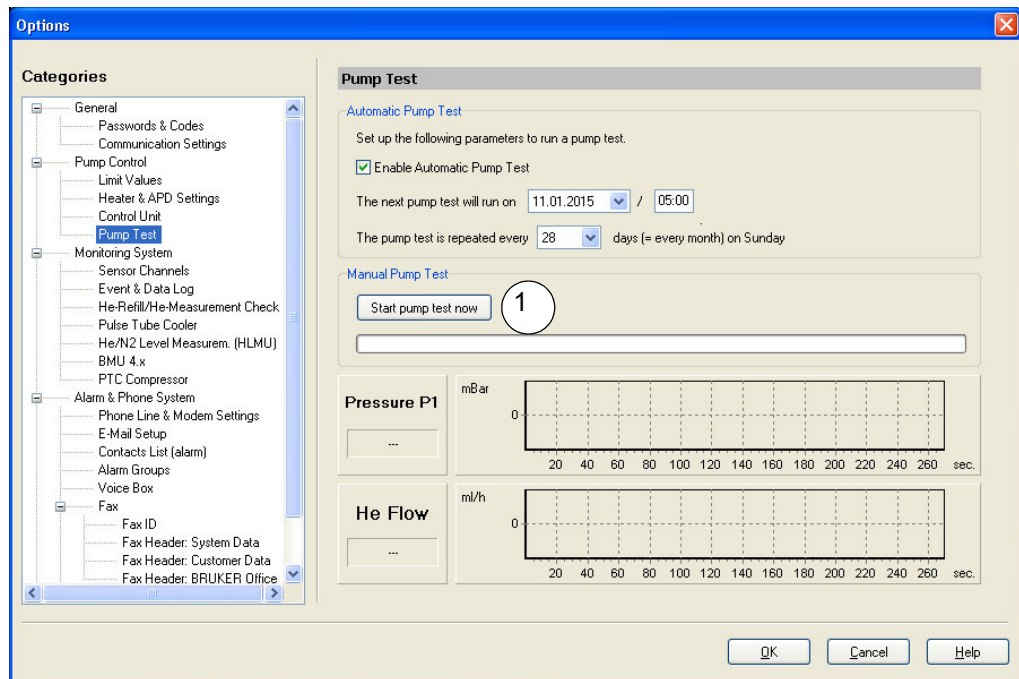 Options
Categories
General
Passwords & Codes
Communication Settings
Pump Control
Limit Values
Heater & APD Settings
Control Unit
Pump Test
Monitoring System
Sensor Channels
Event & Data Log
He-Refill/He-Measurement Check
Pulse Tube Cooler
He/N2 Level Measurem. (HLMU)
BMU 4.x
PTC Compressor
Alarm & Phone System
Phone Line & Modem Settings
E-Mail Setup
Contacts List (alarm)
Alarm Groups
Voice Box
Fax
Fax ID
Fax Header: System Data
Fax Header: Customer Data
Fax Header: BRUKER Office
Pump Test
Automatic Pump Test
Set up the following parameters to run a pump test.
Enable Automatic Pump Test
The next pump test will run on 11.01.2015 / 05:00
The pump test is repeated every 28 days (= every month) on Sunday
Manual Pump Test
Start pump test now 1
Pressure P1
---
mBar
0
20 40 60 80 100 120 140 160 180 200 220 240 260 sec.
He Flow
---
ml/h
0
20 40 60 80 100 120 140 160 180 200 220 240 260 sec.
OK Cancel Help